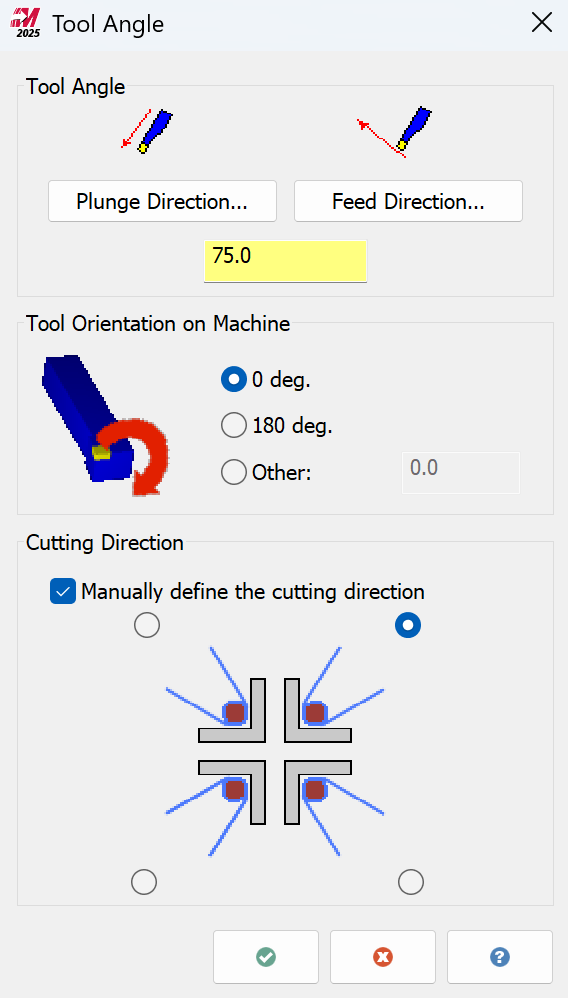 2025
Tool Angle
Tool Angle
Plunge Direction...
Feed Direction...
75.0
Tool Orientation on Machine
0 deg.
180 deg.
Other:
0.0
Cutting Direction
Manually define the cutting direction